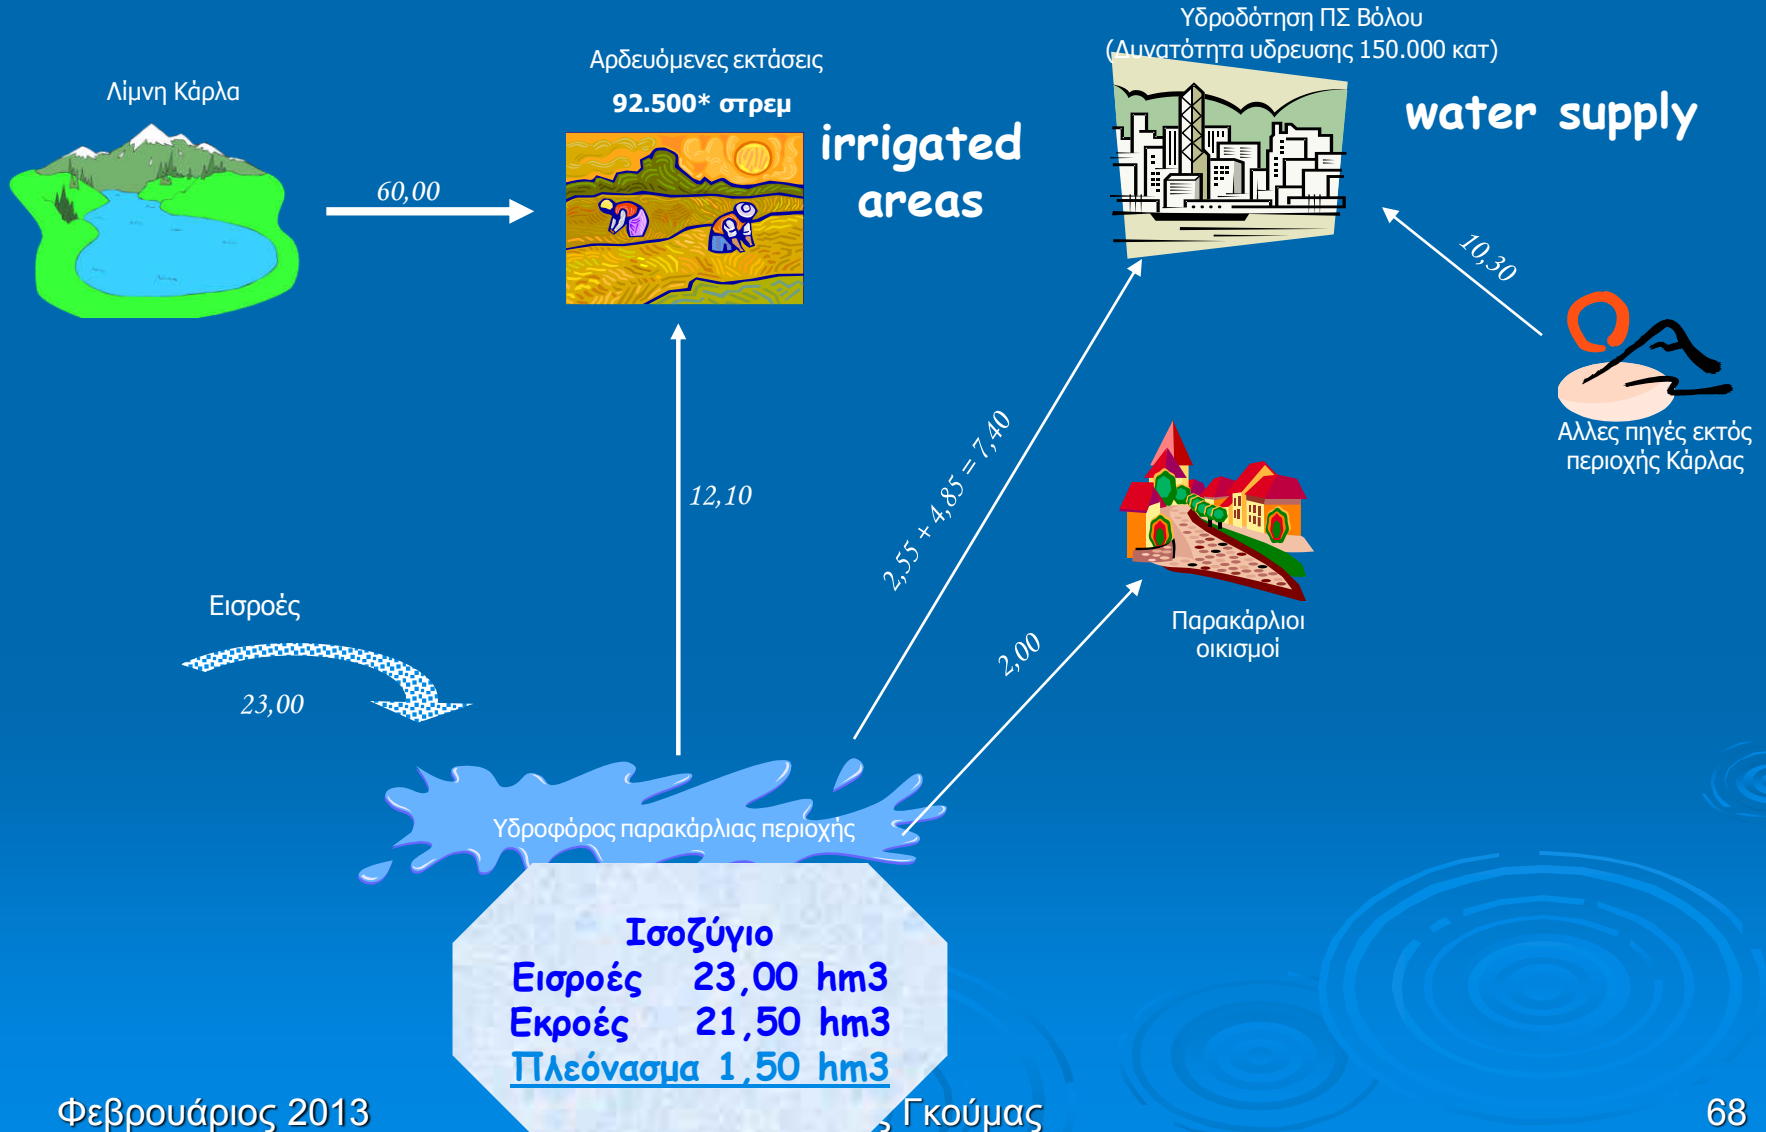 Υδροδότηση ΠΣ Βόλου
(Δυνατότητα υδρευσης 150.000 κατ)
Αρδευόμενες εκτάσεις
92.500* στρεμ
Λίμνη Κάρλα
irrigated
areas
water supply
60,00
10,30
Αλλες πηγές εκτός
περιοχής Κάρλας
12,10
2,55 + 4,85 = 7,40
2,00
Παρακάρλιοι
οικισμοί
Εισροές
23,00
Υδροφόρος παρακάρλιας περιοχής
Ισοζύγιο
Εισροές 23,00 hm3
Εκροές 21,50 hm3
Πλεόνασμα 1,50 hm3
Φεβρουάριος 2013
Γκούμας
68